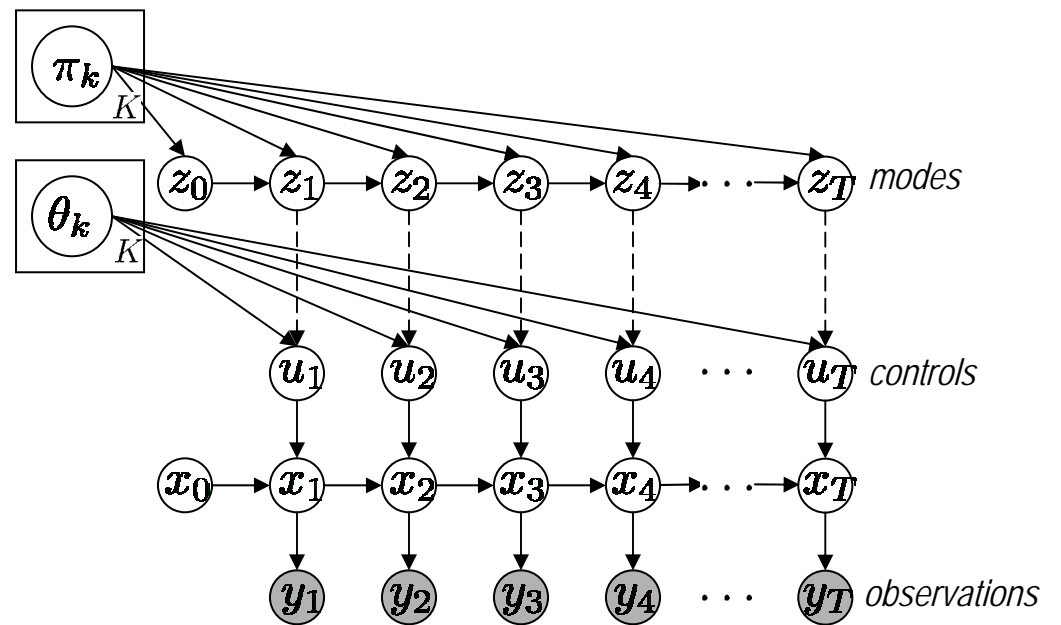 π_k
K
z_0 z_1 z_2 z_3 z_4 · · · z_T modes
θ_k
K
u_1 u_2 u_3 u_4 · · · u_T controls
x_0 x_1 x_2 x_3 x_4 · · · x_T
y_1 y_2 y_3 y_4 · · · y_T observations